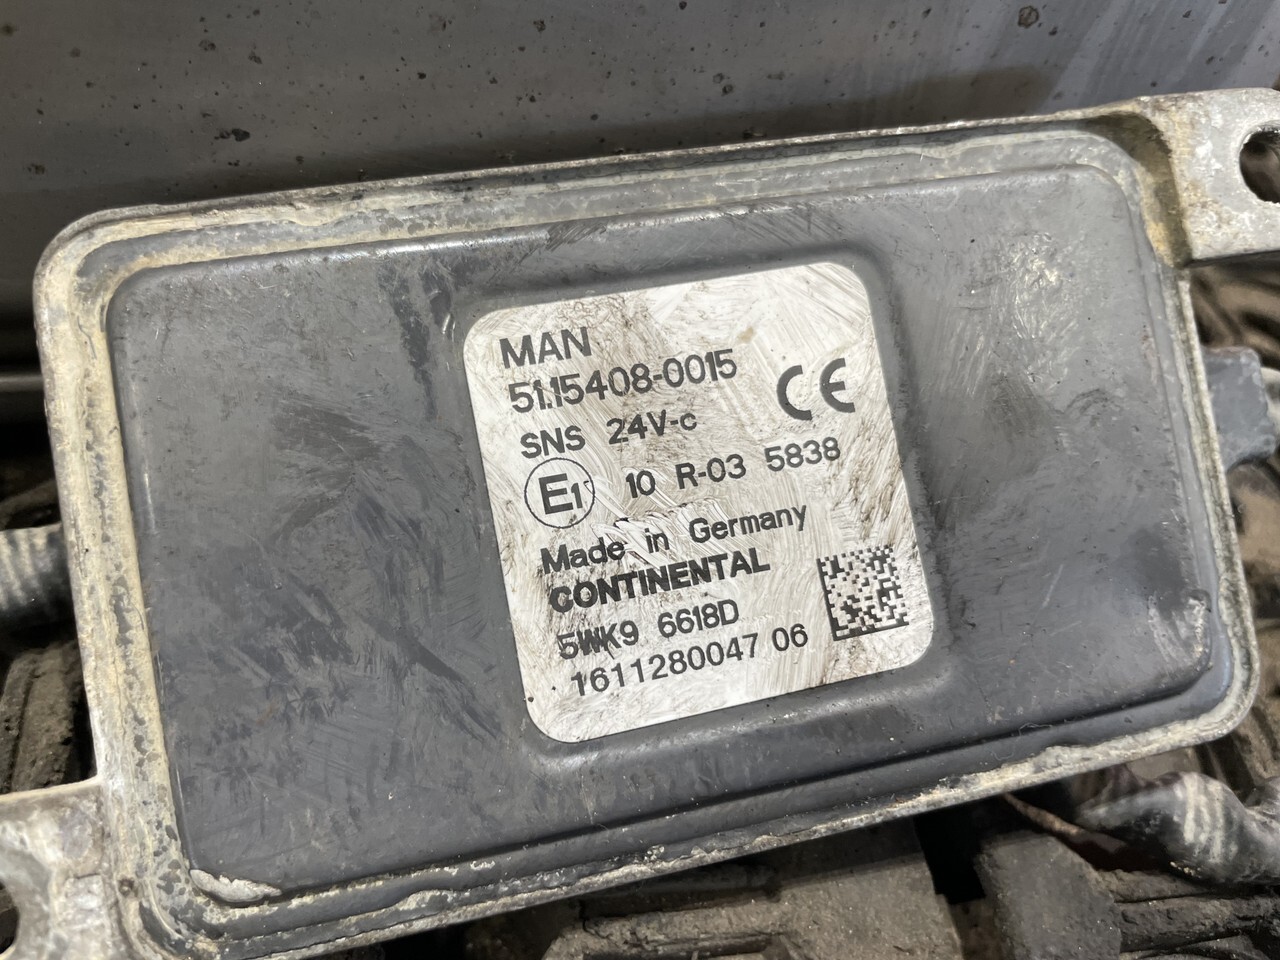 MAN
51.15408-0015
CE
SNS 24V-c
E1 10 R-03 5838
Made in Germany
CONTINENTAL
5WK9 6618D
1611280047 06